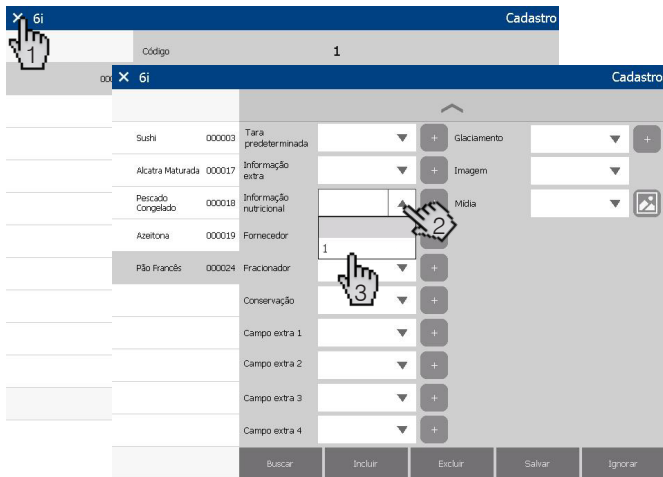 6i Cadastro
1
Código 1
000
6i Cadastro
Sushi 000003
Alcatra Maturada 000017
Pescado
Congelado 000018
Azeitona 000019
Pão Francês 000024
Tara
predeterminada
+
Informação
extra
+
Informação
nutricional
2
1
3
Fornecedor
Fracionador
+
Conservação
+
Campo extra 1
+
Campo extra 2
+
Campo extra 3
+
Campo extra 4
+
Glaciamento
+
Imagem
Mídia
Buscar Incluir Excluir Salvar Ignorar